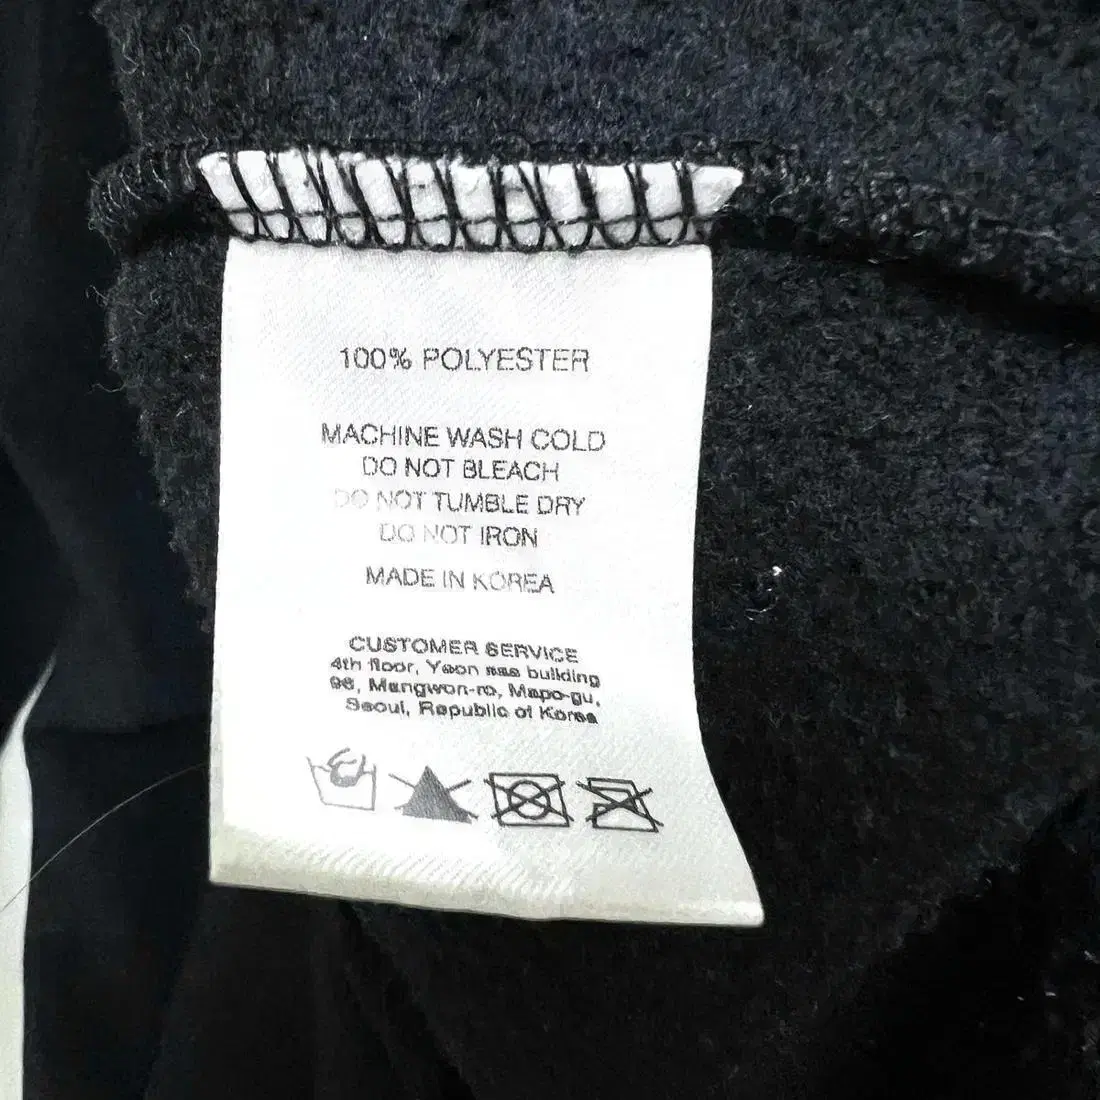 100% POLYESTER
MACHINE WASH COLD
DO NOT BLEACH
DO NOT TUMBLE DRY
DO NOT IRON
MADE IN KOREA
CUSTOMER SERVICE
4th floor, Yeon building
98, Mangwon-ro, Mapo-gu,
Seoul, Republic of Korea